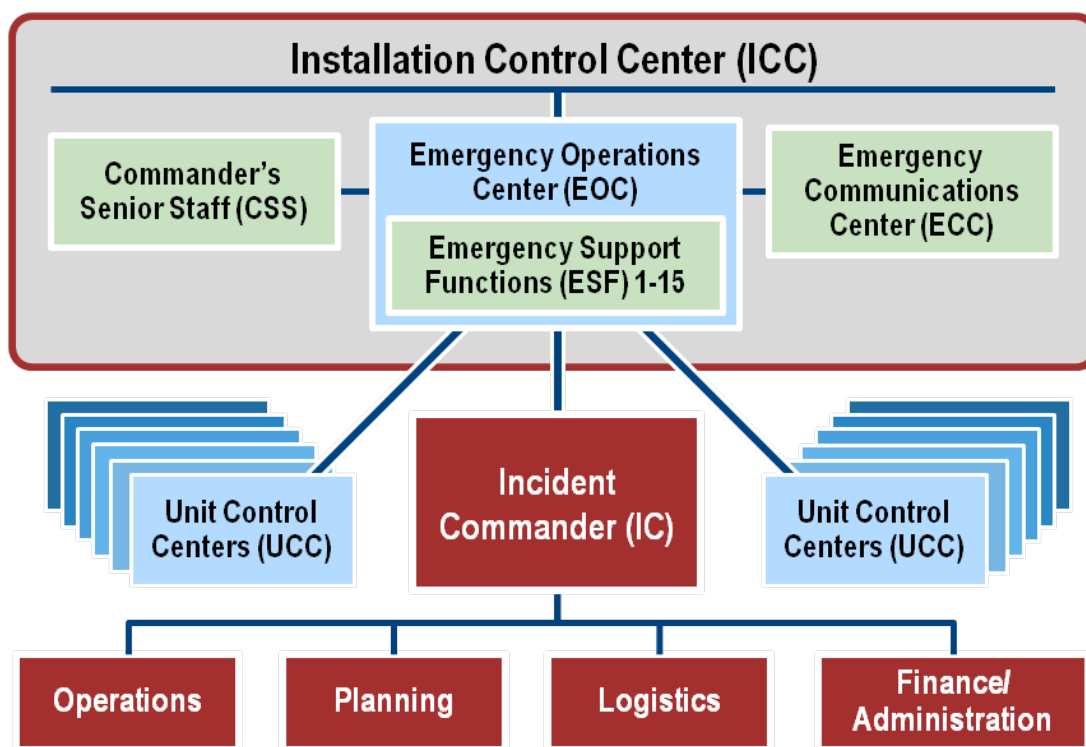 Installation Control Center (ICC)
Commander's
Senior Staff (CSS)
Emergency Operations
Center (EOC)
Emergency Support
Functions (ESF) 1-15
Emergency
Communications
Center (ECC)
Unit Control
Centers (UCC)
Incident
Commander (IC)
Unit Control
Centers (UCC)
Operations
Planning
Logistics
Finance/
Administration